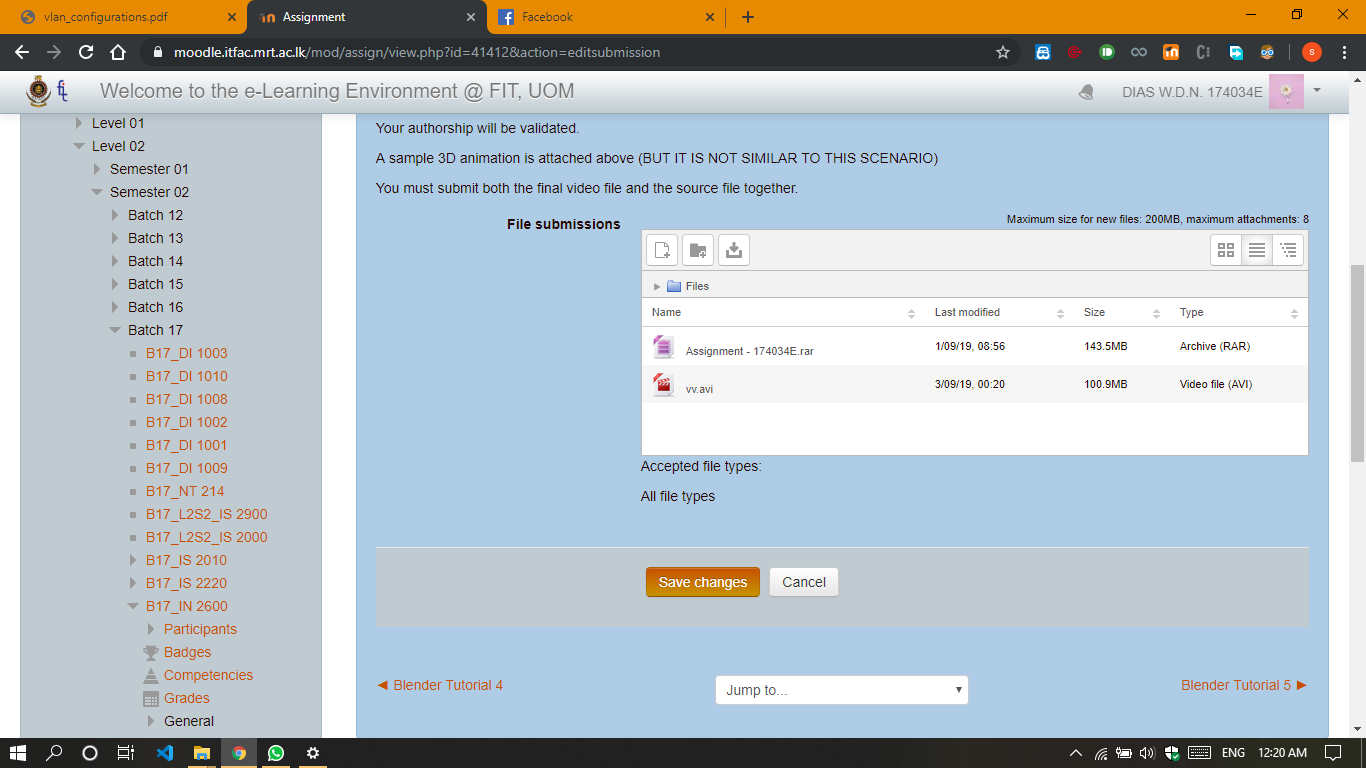 vlan_configurations.pdf
Assignment
Facebook
moodle.itfac.mrt.ac.lk/mod/assign/view.php?id=41412&action=editsubmission
S
Welcome to the e-Learning Environment @ FIT, UOM
DIAS W.D.N. 174034E
Level 01
Level 02
Semester 01
Semester 02
Batch 12
Batch 13
Batch 14
Batch 15
Batch 16
Batch 17
B17_DI 1003
B17_DI 1010
B17_DI 1008
B17_DI 1002
B17_DI 1001
B17_DI 1009
B17_NT 214
B17_L2S2_IS 2900
B17_L2S2_IS 2000
B17_IS 2010
B17_IS 2220
B17_IN 2600
Participants
Badges
Competencies
Grades
General
Your authorship will be validated.
A sample 3D animation is attached above (BUT IT IS NOT SIMILAR TO THIS SCENARIO)
You must submit both the final video file and the source file together.
File submissions
Maximum size for new files: 200MB, maximum attachments: 8
Files
Name Last modified Size Type
Assignment - 174034E.rar 1/09/19, 08:56 143.5MB Archive (RAR)
vv.avi 3/09/19, 00:20 100.9MB Video file (AVI)
Accepted file types:
All file types
Save changes Cancel
◄ Blender Tutorial 4 Jump to... Blender Tutorial 5 ►
ENG 12:20 AM